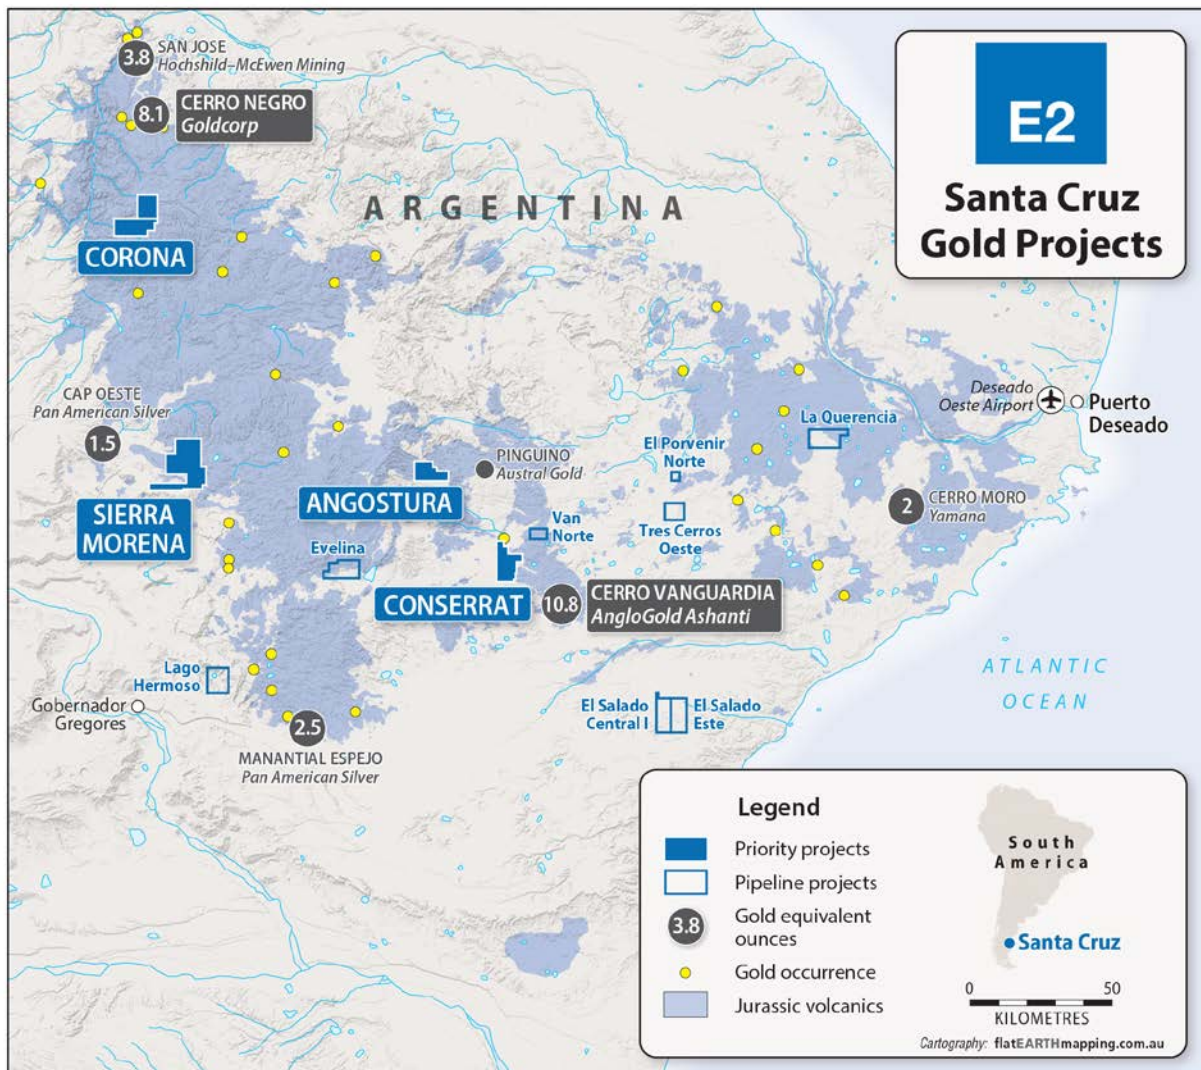 E2
Santa Cruz
Gold Projects
3.8
SAN JOSE
Hochshild–McEwen Mining
8.1
CERRO NEGRO
Goldcorp
ARGENTINA
CORONA
CAP OESTE
Pan American Silver
1.5
SIERRA
MORENA
ANGOSTURA
PINGUINO
Austral Gold
El Porvenir
Norte
La Querencia
Deseado
Oeste Airport
Puerto
Deseado
2
CERRO MORO
Yamana
Tres Cerros
Oeste
Van
Norte
Evelina
CONSERRAT
10.8
CERRO VANGUARDIA
AngloGold Ashanti
Lago
Hermoso
Gobernador
Gregores
2.5
MANANTIAL ESPEJO
Pan American Silver
El Salado
Central I
El Salado
Este
ATLANTIC
OCEAN
Legend
Priority projects
Pipeline projects
3.8
Gold equivalent
ounces
Gold occurrence
Jurassic volcanics
South
America
Santa Cruz
0 50
KILOMETRES
Cartography: flatEARTHmapping.com.au